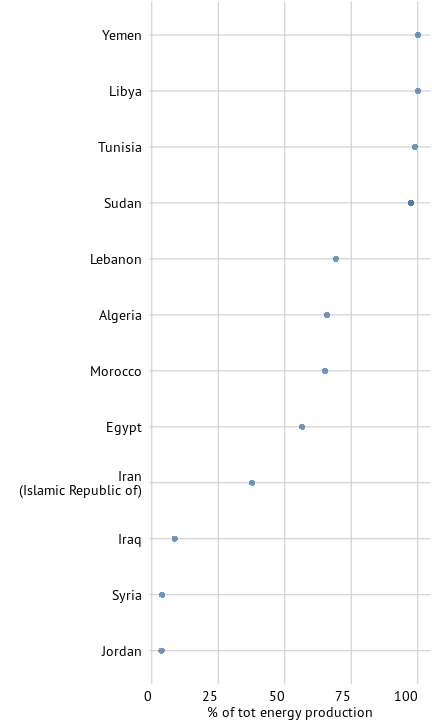 Yemen
Libya
Tunisia
Sudan
Lebanon
Algeria
Morocco
Egypt
Iran
(Islamic Republic of)
Iraq
Syria
Jordan
0 25 50 75 100
% of tot energy production